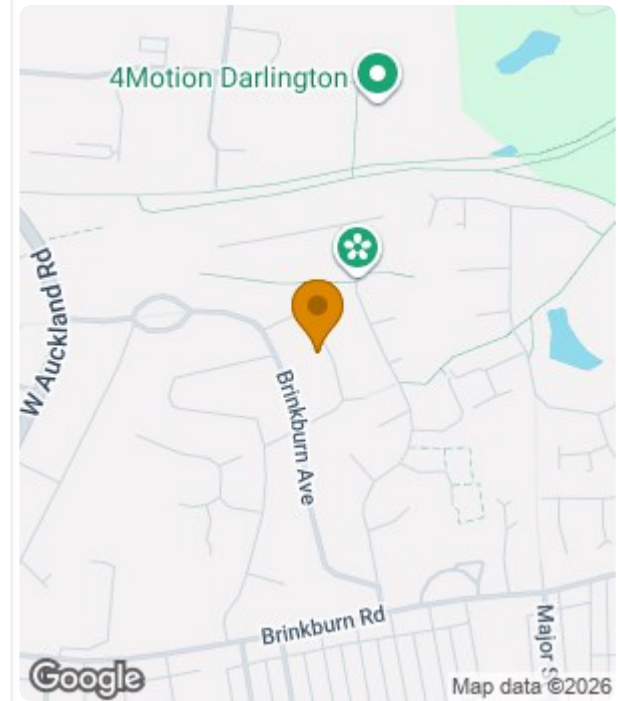 4Motion Darlington
W Auckland Rd
Brinkburn Ave
Brinkburn Rd
Major S
Google
Map data ©2026